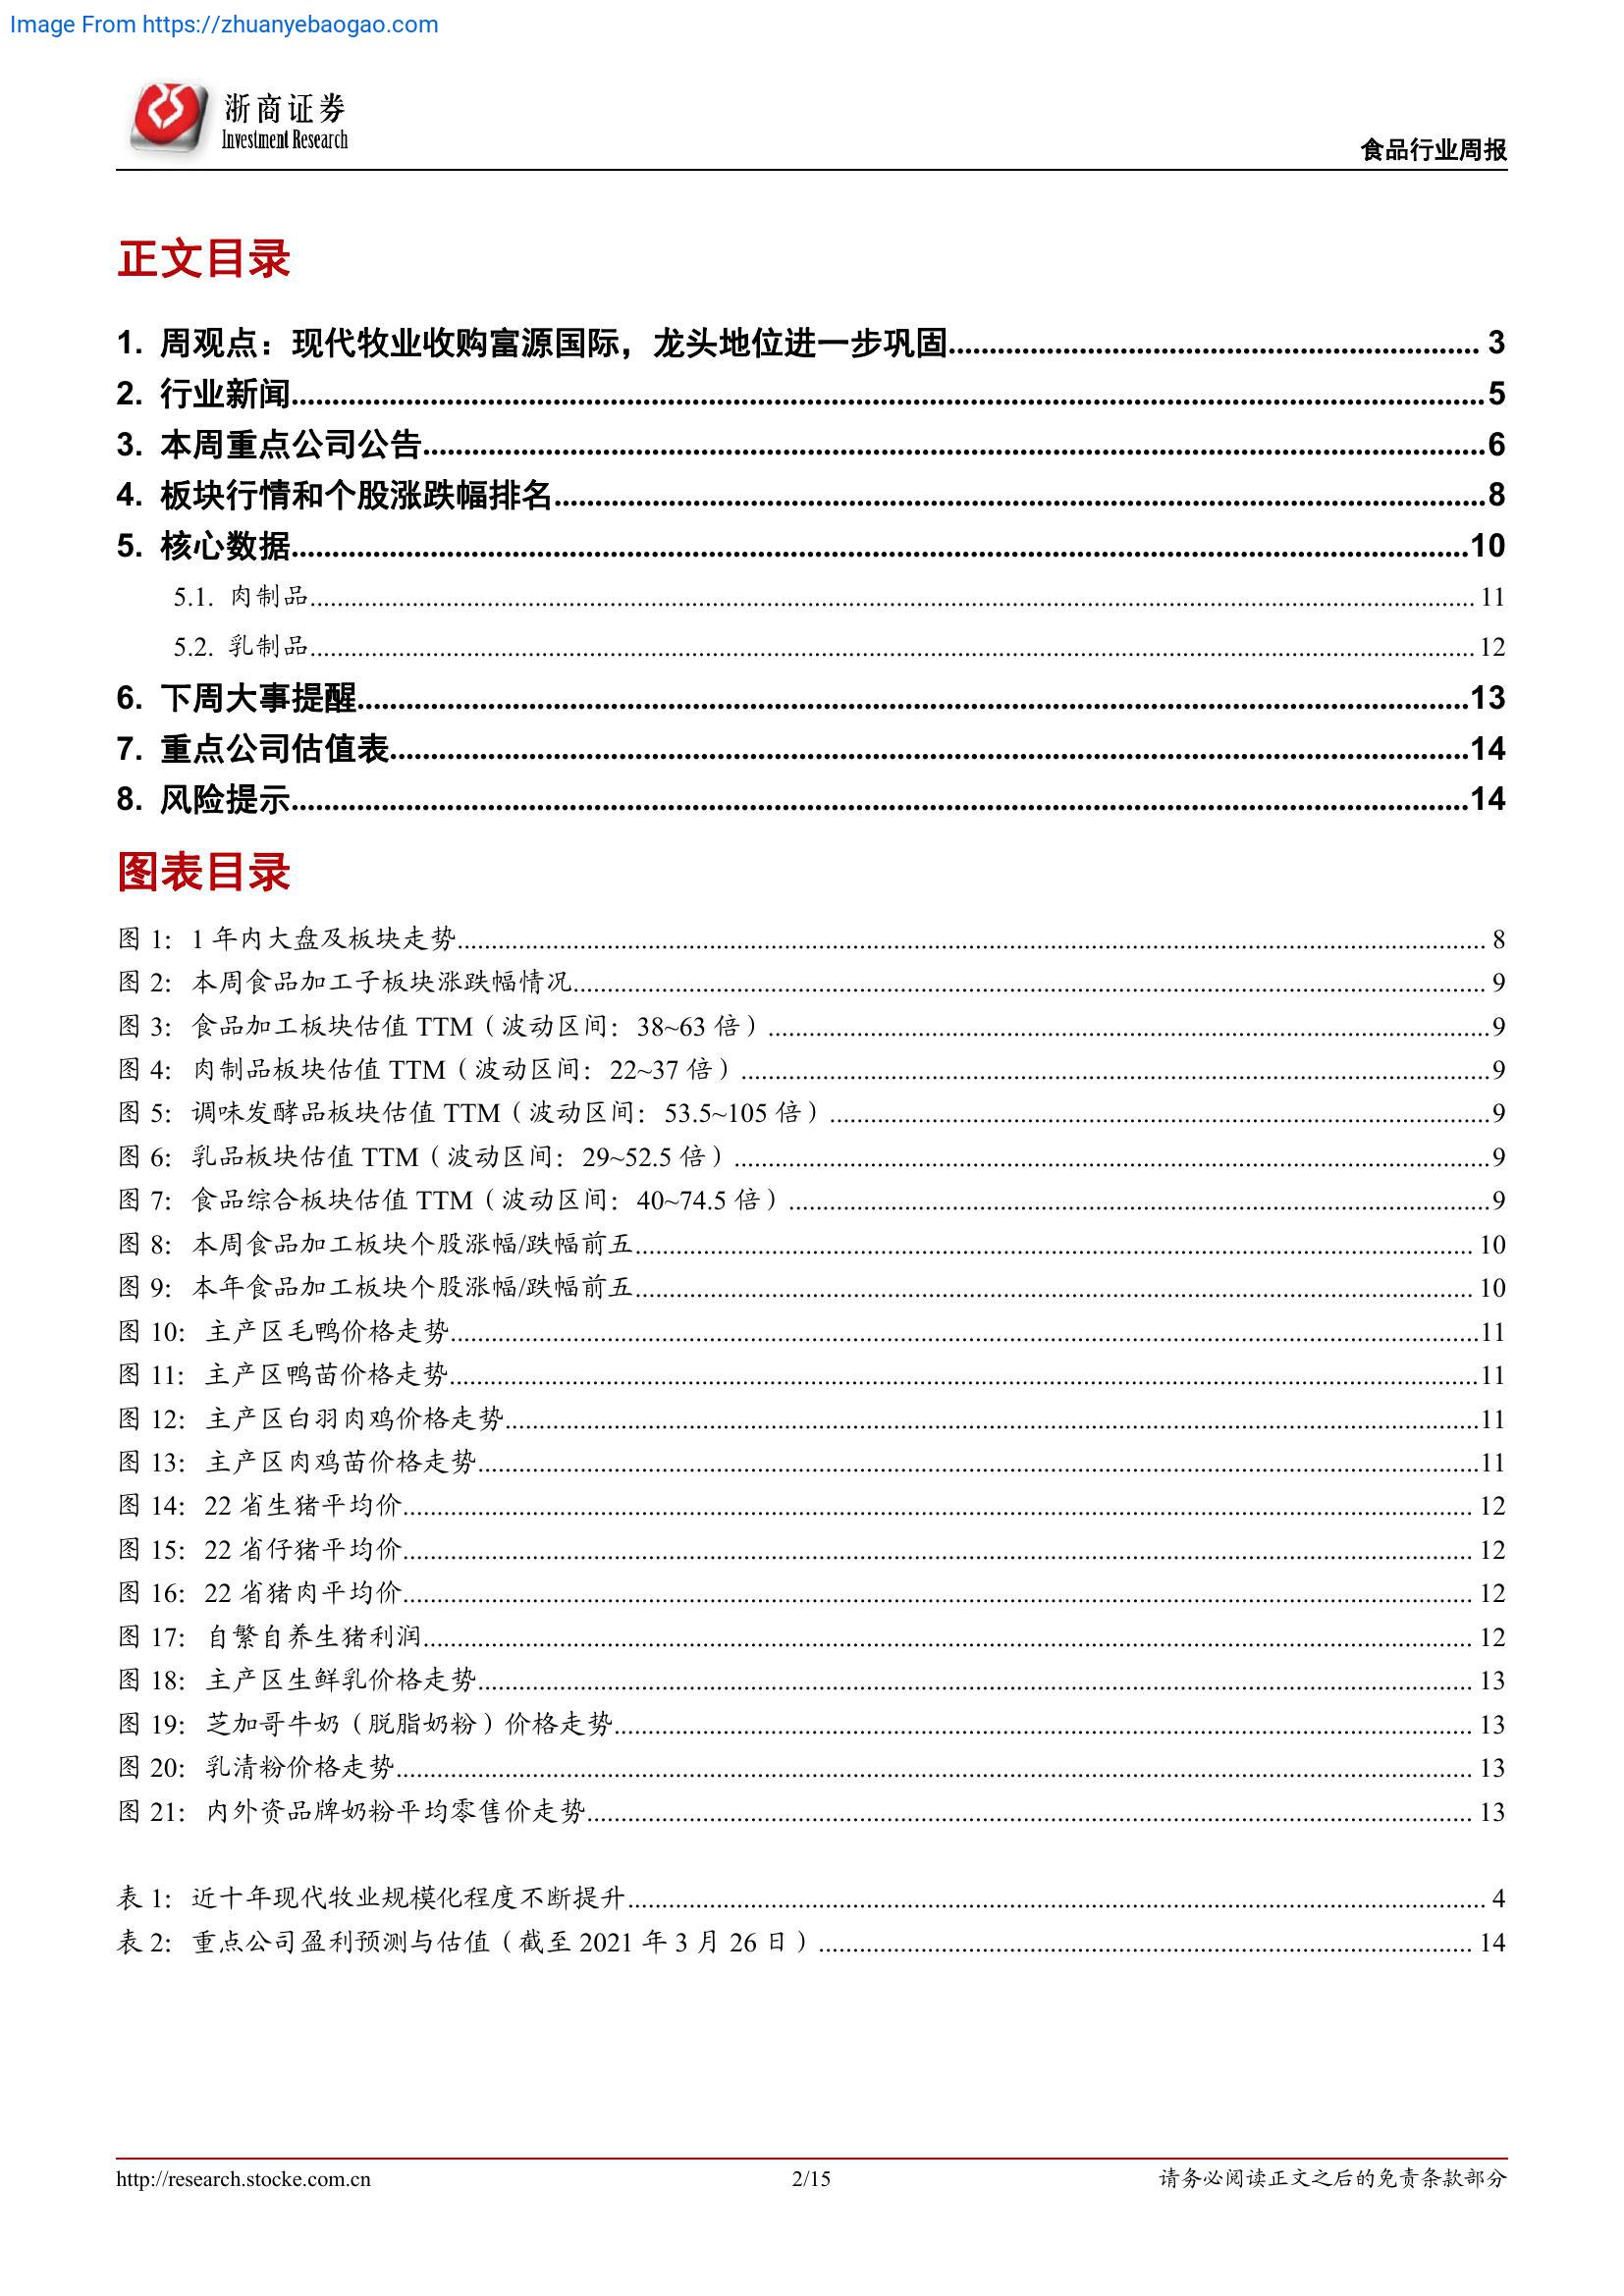 Image From https://zhuanyebaogao.com
浙商证券
Investment Research
食品行业周报
正文目录
1. 周观点：现代牧业收购富源国际，龙头地位进一步巩固 3
2. 行业新闻 5
3. 本周重点公司公告 6
4. 板块行情和个股涨跌幅排名 8
5. 核心数据 10
5.1. 肉制品 11
5.2. 乳制品 12
6. 下周大事提醒 13
7. 重点公司估值表 14
8. 风险提示 14
图表目录
图 1：1 年内大盘及板块走势 8
图 2：本周食品加工子板块涨跌幅情况 9
图 3：食品加工板块估值 TTM（波动区间：38~63 倍） 9
图 4：肉制品板块估值 TTM（波动区间：22~37 倍） 9
图 5：调味发酵品板块估值 TTM（波动区间：53.5~105 倍） 9
图 6：乳品板块估值 TTM（波动区间：29~52.5 倍） 9
图 7：食品综合板块估值 TTM（波动区间：40~74.5 倍） 9
图 8：本周食品加工板块个股涨幅/跌幅前五 10
图 9：本年食品加工板块个股涨幅/跌幅前五 10
图 10：主产区毛鸭价格走势 11
图 11：主产区鸭苗价格走势 11
图 12：主产区白羽肉鸡价格走势 11
图 13：主产区肉鸡苗价格走势 11
图 14：22 省生猪平均价 12
图 15：22 省仔猪平均价 12
图 16：22 省猪肉平均价 12
图 17：自繁自养生猪利润 12
图 18：主产区生鲜乳价格走势 13
图 19：芝加哥牛奶（脱脂奶粉）价格走势 13
图 20：乳清粉价格走势 13
图 21：内外资品牌奶粉平均零售价走势 13
表 1：近十年现代牧业规模化程度不断提升 4
表 2：重点公司盈利预测与估值（截至 2021 年 3 月 26 日） 14
http://research.stocke.com.cn 2/15 请务必阅读正文之后的免责条款部分